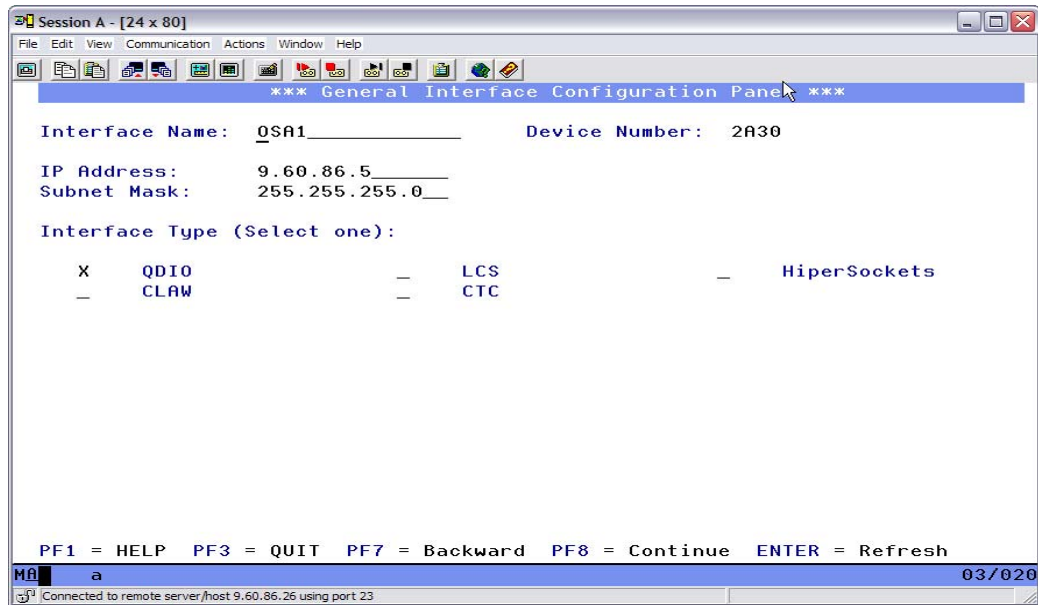 Session A - [24 x 80]
File Edit View Communication Actions Window Help
*** General Interface Configuration Panel ***
Interface Name: OSA1______________ Device Number: 2A30
IP Address: 9.60.86.5_______
Subnet Mask: 255.255.255.0__
Interface Type (Select one):
X QDIO _ LCS _ HiperSockets
_ CLAW _ CTC
PF1 = HELP PF3 = QUIT PF7 = Backward PF8 = Continue ENTER = Refresh
MA a 03/020
Connected to remote server/host 9.60.86.26 using port 23